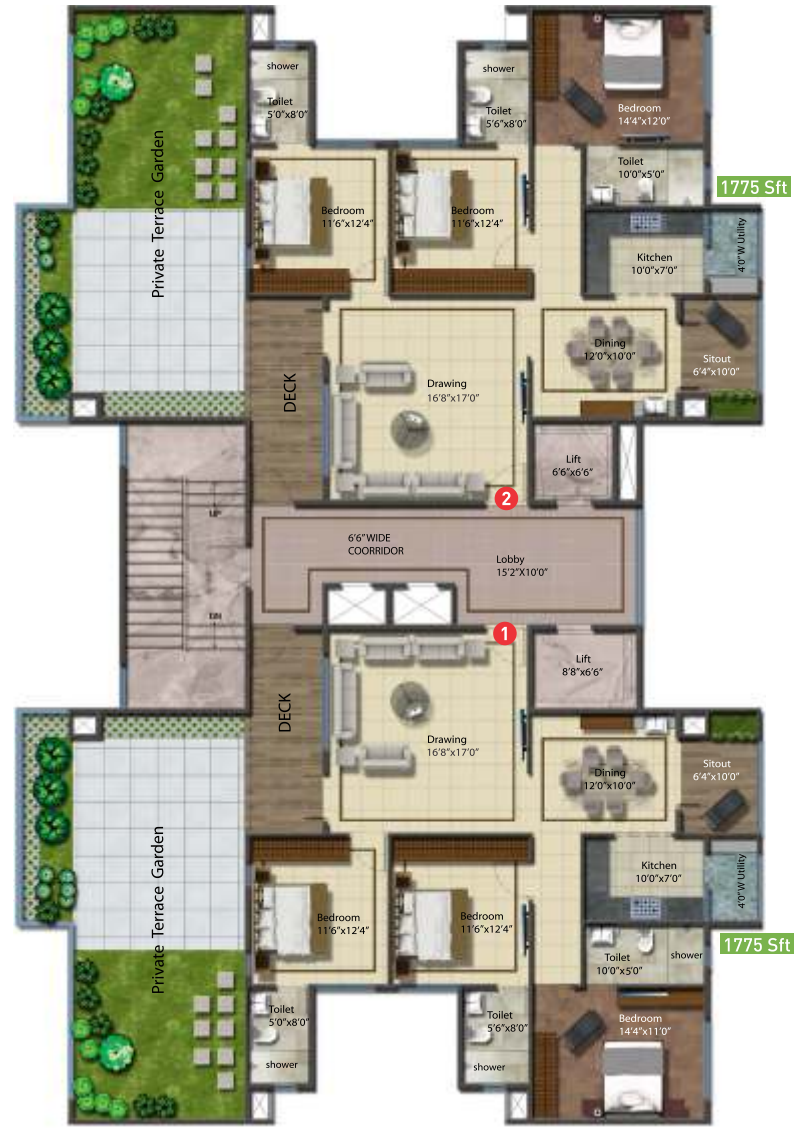 shower
Toilet
5'0"x8'0"
shower
Toilet
5'6"x8'0"
Bedroom
14'4"x12'0"
Toilet
10'0"x5'0"
1775 Sft
Private Terrace Garden
Bedroom
11'6"x12'4"
Bedroom
11'6"x12'4"
Kitchen
10'0"x7'0"
4'0" W Utility
DECK
Drawing
16'8"x17'0"
Dining
12'0"x10'0"
Sitout
6'4"x10'0"
Lift
6'6"x6'6"
2
UP
6'6" WIDE
COORRIDOR
Lobby
15'2"X10'0"
DN
1
Lift
8'8"x6'6"
DECK
Drawing
16'8"x17'0"
Dining
12'0"x10'0"
Sitout
6'4"x10'0"
Private Terrace Garden
Kitchen
10'0"x7'0"
4'0" W Utility
Bedroom
11'6"x12'4"
Bedroom
11'6"x12'4"
1775 Sft
Toilet
10'0"x5'0"
shower
Toilet
5'0"x8'0"
shower
Toilet
5'6"x8'0"
shower
Bedroom
14'4"x11'0"